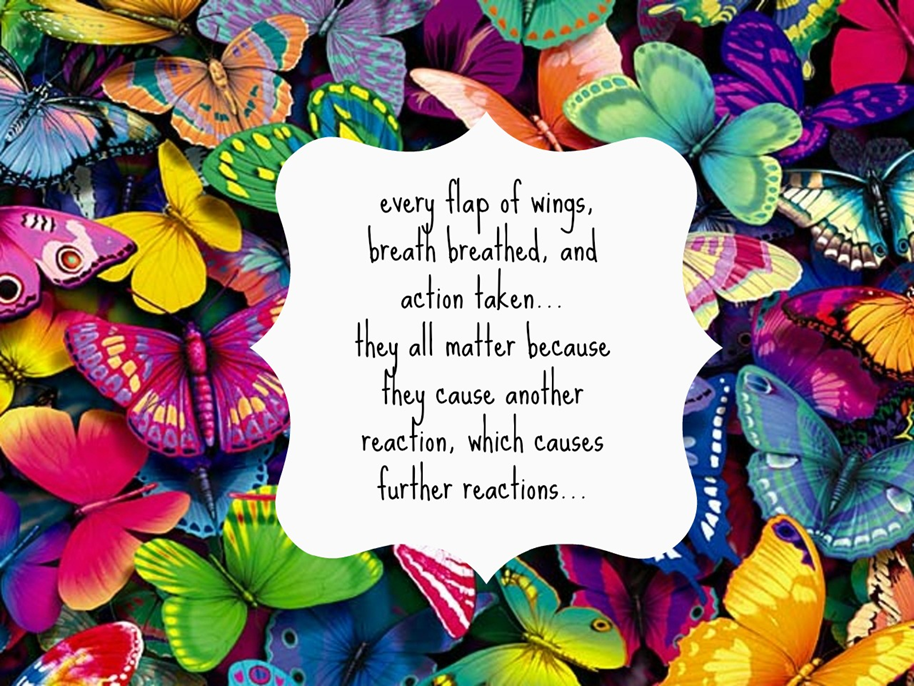 every flap of wings,
breath breathed, and
action taken...
they all matter because
they cause another
reaction, which causes
further reactions...